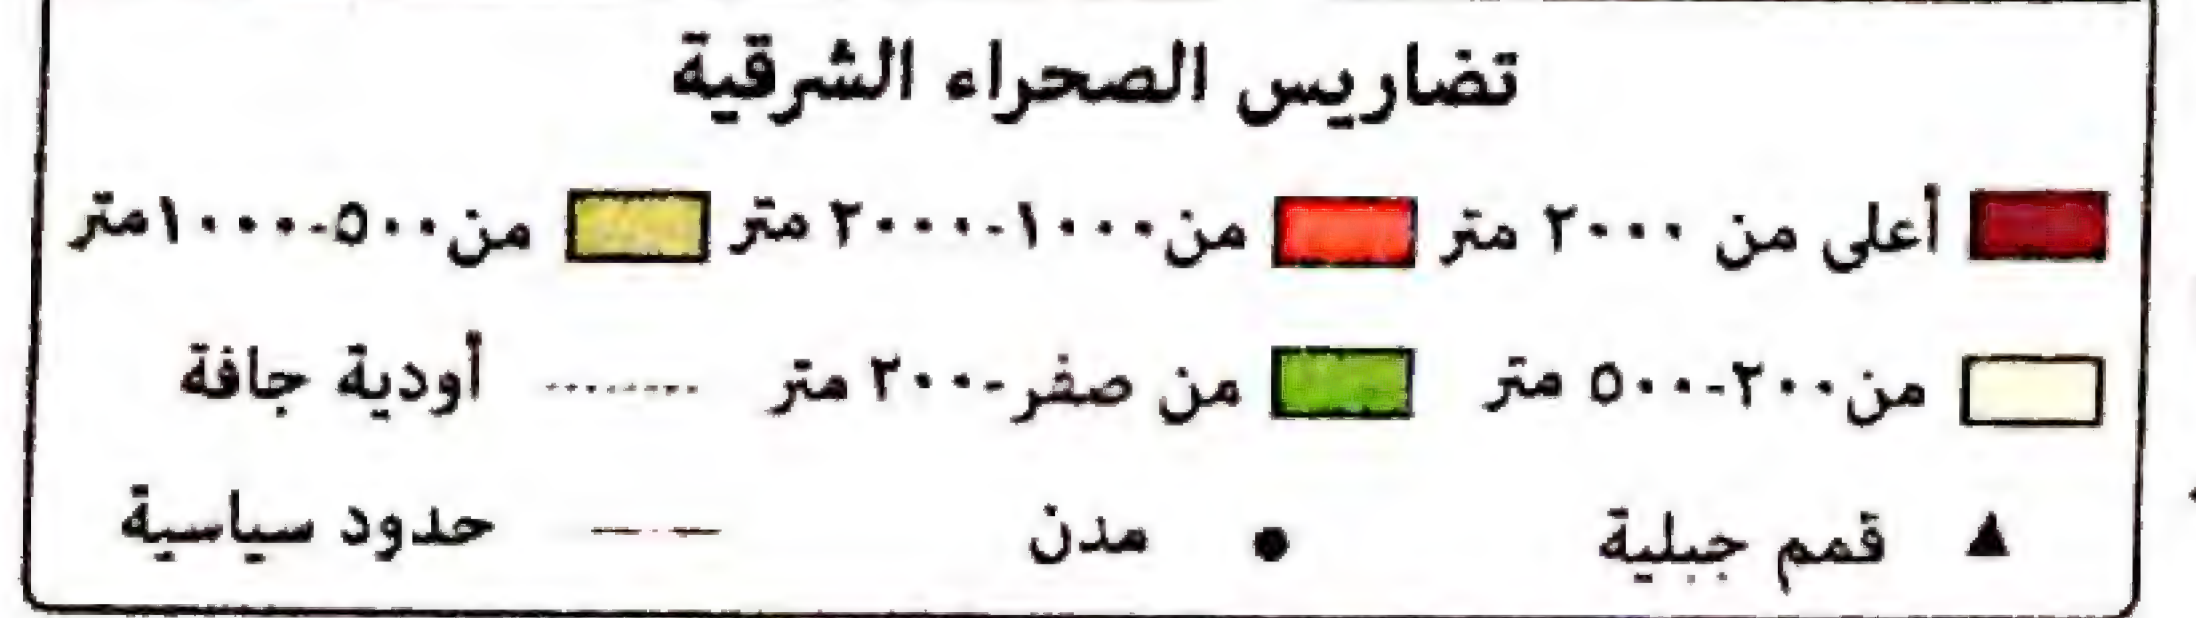 تضاريس الصحراء الشرقية
أعلى من ٢٠٠٠ متر من١٠٠٠-٢٠٠٠ متر من٥٠٠-١٠٠٠متر
من٢٠٠-٥٠٠ متر من صفر-٢٠٠ متر أودية جافة
قمم جبلية مدن حدود سياسية